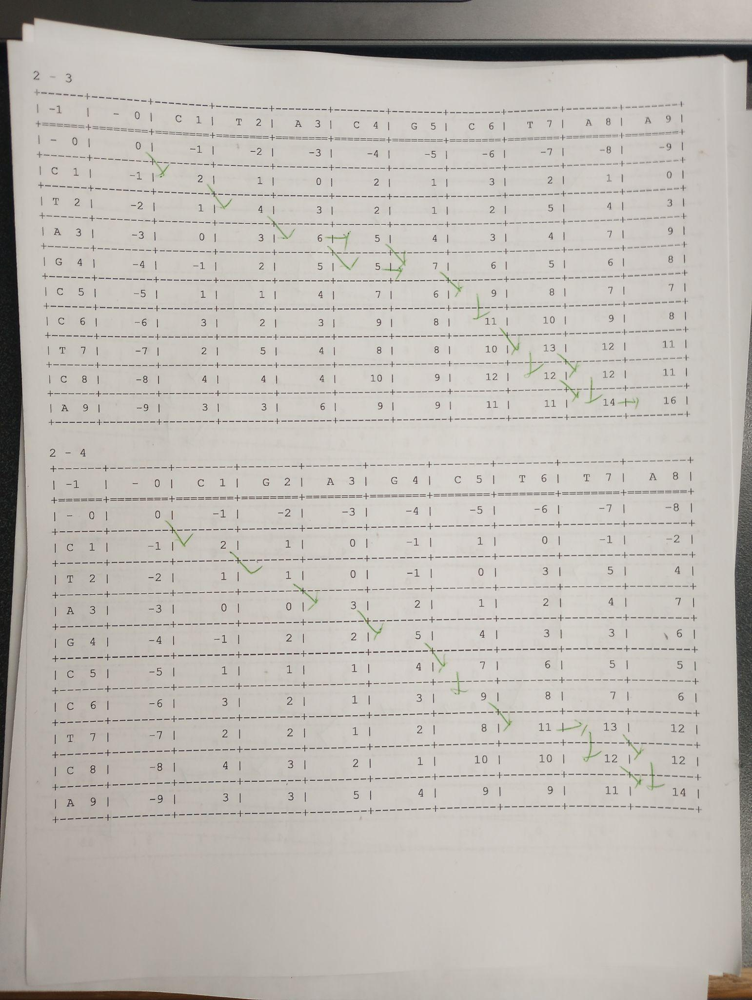 2 - 3
+------+--------+--------+--------+--------+--------+--------+--------+--------+--------+--------+
| -1 | - 0 | C 1 | T 2 | A 3 | C 4 | G 5 | C 6 | T 7 | A 8 | A 9 |
+======+========+========+========+========+========+========+========+========+========+========+
| - 0 | 0 | -1 | -2 | -3 | -4 | -5 | -6 | -7 | -8 | -9 |
+------+--------+--------+--------+--------+--------+--------+--------+--------+--------+--------+
| C 1 | -1 | 2 | 1 | 0 | 2 | 1 | 3 | 2 | 1 | 0 |
+------+--------+--------+--------+--------+--------+--------+--------+--------+--------+--------+
| T 2 | -2 | 1 | 4 | 3 | 2 | 1 | 2 | 5 | 4 | 3 |
+------+--------+--------+--------+--------+--------+--------+--------+--------+--------+--------+
| A 3 | -3 | 0 | 3 | 6 | 5 | 4 | 3 | 4 | 7 | 9 |
+------+--------+--------+--------+--------+--------+--------+--------+--------+--------+--------+
| G 4 | -4 | -1 | 2 | 5 | 5 | 7 | 6 | 5 | 6 | 8 |
+------+--------+--------+--------+--------+--------+--------+--------+--------+--------+--------+
| C 5 | -5 | 1 | 1 | 4 | 7 | 6 | 9 | 8 | 7 | 7 |
+------+--------+--------+--------+--------+--------+--------+--------+--------+--------+--------+
| C 6 | -6 | 3 | 2 | 3 | 9 | 8 | 11 | 10 | 9 | 8 |
+------+--------+--------+--------+--------+--------+--------+--------+--------+--------+--------+
| T 7 | -7 | 2 | 5 | 4 | 8 | 8 | 10 | 13 | 12 | 11 |
+------+--------+--------+--------+--------+--------+--------+--------+--------+--------+--------+
| C 8 | -8 | 4 | 4 | 4 | 10 | 9 | 12 | 12 | 12 | 11 |
+------+--------+--------+--------+--------+--------+--------+--------+--------+--------+--------+
| A 9 | -9 | 3 | 3 | 6 | 9 | 9 | 11 | 11 | 14 | 16 |
+------+--------+--------+--------+--------+--------+--------+--------+--------+--------+--------+
2 - 4
+------+--------+--------+--------+--------+--------+--------+--------+--------+--------+
| -1 | - 0 | C 1 | G 2 | A 3 | G 4 | C 5 | T 6 | T 7 | A 8 |
+======+========+========+========+========+========+========+========+========+========+
| - 0 | 0 | -1 | -2 | -3 | -4 | -5 | -6 | -7 | -8 |
+------+--------+--------+--------+--------+--------+--------+--------+--------+--------+
| C 1 | -1 | 2 | 1 | 0 | -1 | 1 | 0 | -1 | -2 |
+------+--------+--------+--------+--------+--------+--------+--------+--------+--------+
| T 2 | -2 | 1 | 1 | 0 | -1 | 0 | 3 | 5 | 4 |
+------+--------+--------+--------+--------+--------+--------+--------+--------+--------+
| A 3 | -3 | 0 | 0 | 3 | 2 | 1 | 2 | 4 | 7 |
+------+--------+--------+--------+--------+--------+--------+--------+--------+--------+
| G 4 | -4 | -1 | 2 | 2 | 5 | 4 | 3 | 3 | 6 |
+------+--------+--------+--------+--------+--------+--------+--------+--------+--------+
| C 5 | -5 | 1 | 1 | 1 | 4 | 7 | 6 | 5 | 5 |
+------+--------+--------+--------+--------+--------+--------+--------+--------+--------+
| C 6 | -6 | 3 | 2 | 1 | 3 | 9 | 8 | 7 | 6 |
+------+--------+--------+--------+--------+--------+--------+--------+--------+--------+
| T 7 | -7 | 2 | 2 | 1 | 2 | 8 | 11 | 13 | 12 |
+------+--------+--------+--------+--------+--------+--------+--------+--------+--------+
| C 8 | -8 | 4 | 3 | 2 | 1 | 10 | 10 | 12 | 12 |
+------+--------+--------+--------+--------+--------+--------+--------+--------+--------+
| A 9 | -9 | 3 | 3 | 5 | 4 | 9 | 9 | 11 | 14 |
+------+--------+--------+--------+--------+--------+--------+--------+--------+--------+